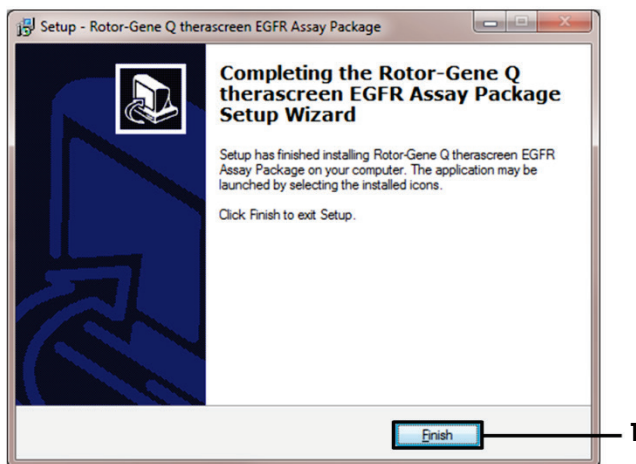 Setup - Rotor-Gene Q therascreen EGFR Assay Package
Completing the Rotor-Gene Q
therascreen EGFR Assay Package
Setup Wizard
Setup has finished installing Rotor-Gene Q therascreen EGFR
Assay Package on your computer. The application may be
launched by selecting the installed icons.
Click Finish to exit Setup.
Finish
1